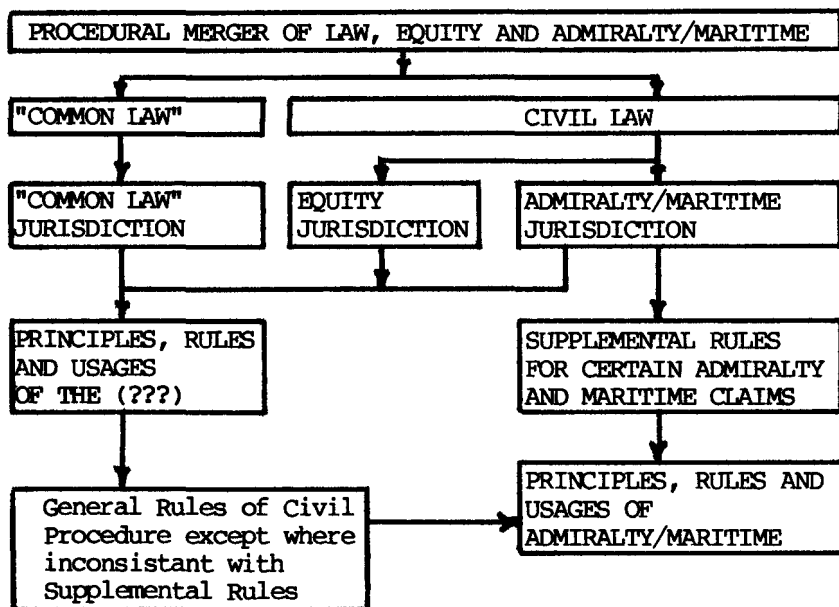 PROCEDURAL MERGER OF LAW, EQUITY AND ADMIRALTY/MARITIME
"COMMON LAW"
CIVIL LAW
"COMMON LAW"
JURISDICTION
EQUITY
JURISDICTION
ADMIRALTY/MARITIME
JURISDICTION
PRINCIPLES, RULES
AND USAGES
OF THE (???)
SUPPLEMENTAL RULES
FOR CERTAIN ADMIRALTY
AND MARITIME CLAIMS
General Rules of Civil
Procedure except where
inconsistant with
Supplemental Rules
PRINCIPLES, RULES AND
USAGES OF
ADMIRALTY/MARITIME